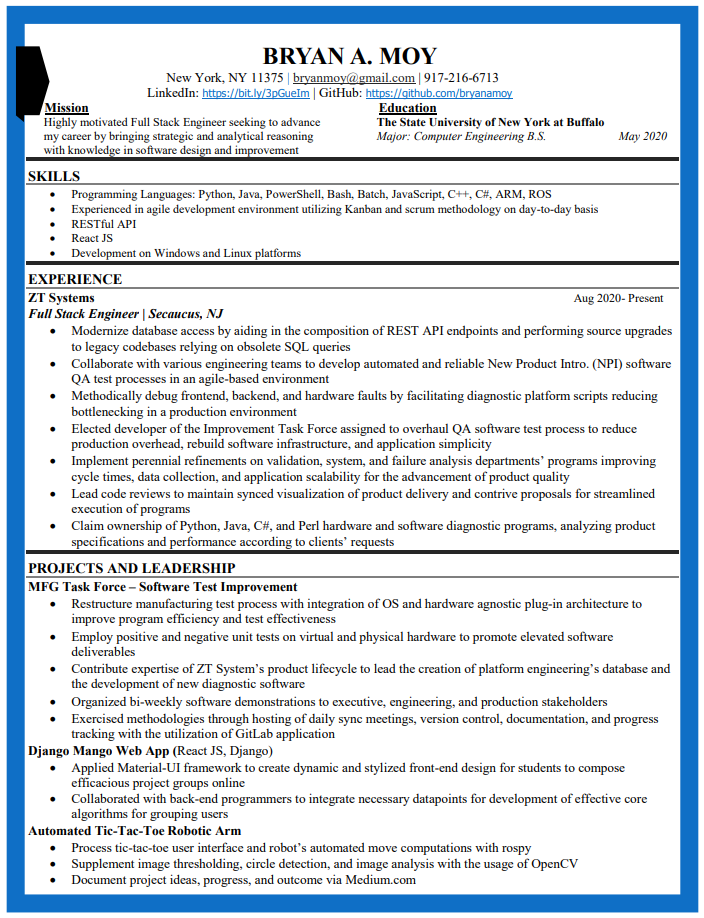 BRYAN A. MOY
New York, NY 11375 | bryanmoy@gmail.com | 917-216-6713
LinkedIn: https://bit.ly/3pGueIm | GitHub: https://github.com/bryanamoy
Mission
Highly motivated Full Stack Engineer seeking to advance
my career by bringing strategic and analytical reasoning
with knowledge in software design and improvement
Education
The State University of New York at Buffalo
Major: Computer Engineering B.S. May 2020
SKILLS
• Programming Languages: Python, Java, PowerShell, Bash, Batch, JavaScript, C++, C#, ARM, ROS
• Experienced in agile development environment utilizing Kanban and scrum methodology on day-to-day basis
• RESTful API
• React JS
• Development on Windows and Linux platforms
EXPERIENCE
ZT Systems Aug 2020- Present
Full Stack Engineer | Secaucus, NJ
• Modernize database access by aiding in the composition of REST API endpoints and performing source upgrades
to legacy codebases relying on obsolete SQL queries
• Collaborate with various engineering teams to develop automated and reliable New Product Intro. (NPI) software
QA test processes in an agile-based environment
• Methodically debug frontend, backend, and hardware faults by facilitating diagnostic platform scripts reducing
bottlenecking in a production environment
• Elected developer of the Improvement Task Force assigned to overhaul QA software test process to reduce
production overhead, rebuild software infrastructure, and application simplicity
• Implement perennial refinements on validation, system, and failure analysis departments' programs improving
cycle times, data collection, and application scalability for the advancement of product quality
• Lead code reviews to maintain synced visualization of product delivery and contrive proposals for streamlined
execution of programs
• Claim ownership of Python, Java, C#, and Perl hardware and software diagnostic programs, analyzing product
specifications and performance according to clients' requests
PROJECTS AND LEADERSHIP
MFG Task Force – Software Test Improvement
• Restructure manufacturing test process with integration of OS and hardware agnostic plug-in architecture to
improve program efficiency and test effectiveness
• Employ positive and negative unit tests on virtual and physical hardware to promote elevated software
deliverables
• Contribute expertise of ZT System's product lifecycle to lead the creation of platform engineering's database and
the development of new diagnostic software
• Organized bi-weekly software demonstrations to executive, engineering, and production stakeholders
• Exercised methodologies through hosting of daily sync meetings, version control, documentation, and progress
tracking with the utilization of GitLab application
Django Mango Web App (React JS, Django)
• Applied Material-UI framework to create dynamic and stylized front-end design for students to compose
efficacious project groups online
• Collaborated with back-end programmers to integrate necessary datapoints for development of effective core
algorithms for grouping users
Automated Tic-Tac-Toe Robotic Arm
• Process tic-tac-toe user interface and robot's automated move computations with rospy
• Supplement image thresholding, circle detection, and image analysis with the usage of OpenCV
• Document project ideas, progress, and outcome via Medium.com